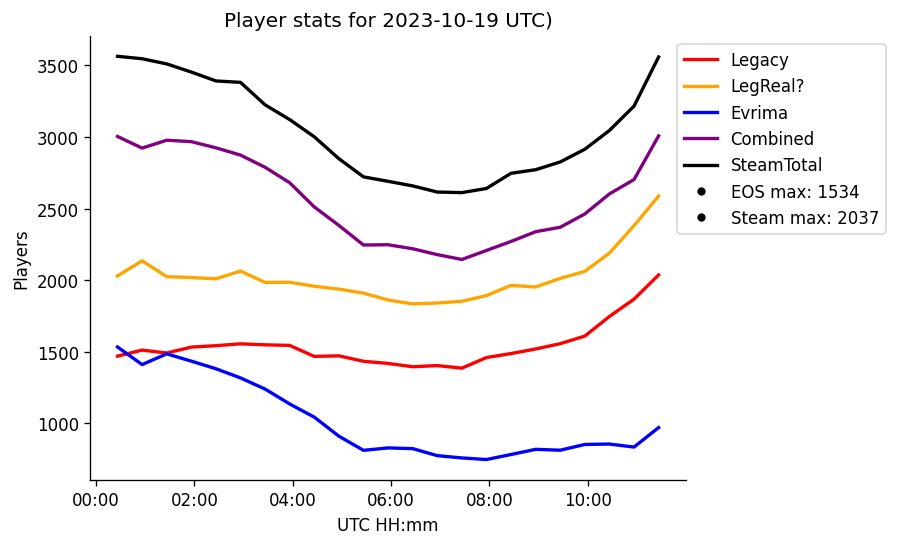 Player stats for 2023-10-19 UTC)
3500
3000
2500
2000
1500
1000
Players
00:00
02:00
04:00
06:00
08:00
10:00
UTC HH:mm
Legacy
LegReal?
Evrima
Combined
SteamTotal
EOS max: 1534
Steam max: 2037